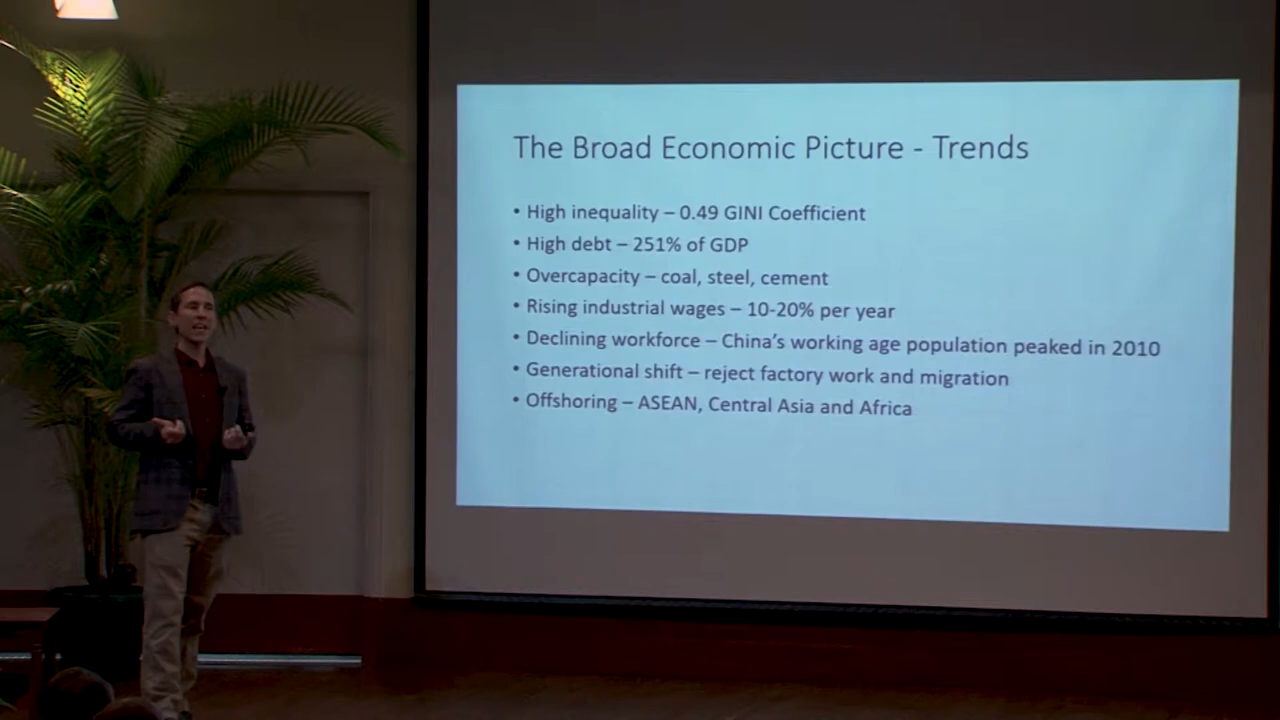 The Broad Economic Picture - Trends
• High inequality – 0.49 GINI Coefficient
• High debt – 251% of GDP
• Overcapacity – coal, steel, cement
• Rising industrial wages – 10-20% per year
• Declining workforce – China's working age population peaked in 2010
• Generational shift – reject factory work and migration
• Offshoring – ASEAN, Central Asia and Africa